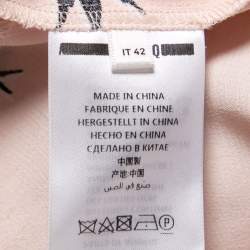 IT 42 Q
MADE IN CHINA
FABRIQUE EN CHINE
HERGESTELLT IN CHINA
HECHO EN CHINA
СДЕЛАНО В КИТАЕ
中國製
产地:中国
صنع في الصين